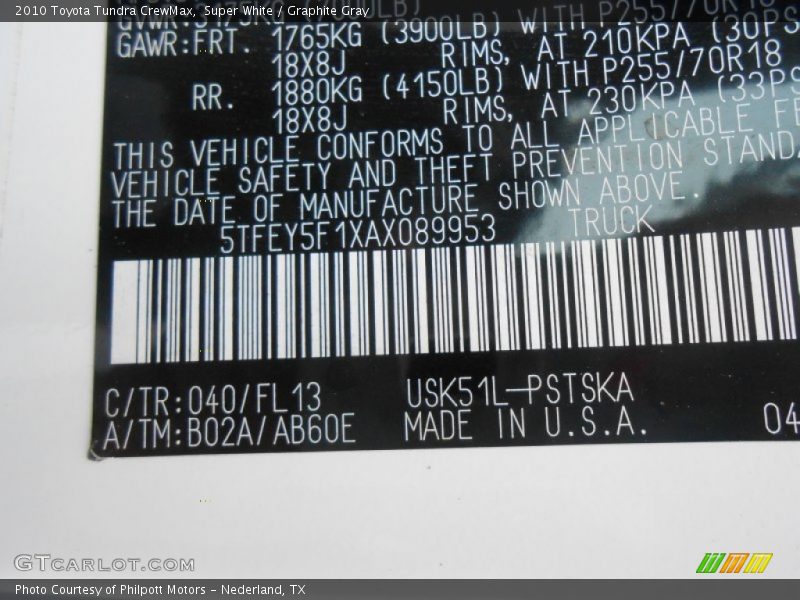 2010 Toyota Tundra CrewMax, Super White / Graphite Gray
GAWR:FRT. 1765KG (3900LB) WITH P255/70R18
18X8J RIMS, AT 210KPA (30PS
RR. 1880KG (4150LB) WITH P255/70R18
18X8J RIMS, AT 230KPA (33PS
THIS VEHICLE CONFORMS TO ALL APPLICABLE FE
VEHICLE SAFETY AND THEFT PREVENTION STANDA
THE DATE OF MANUFACTURE SHOWN ABOVE.
5TFEY5F1XAX089953 TRUCK
C/TR:040/FL13 USK51L-PSTSKA
A/TM:B02A/AB60E MADE IN U.S.A. 04
GTCARLOT.COM
Photo Courtesy of Philpott Motors - Nederland, TX